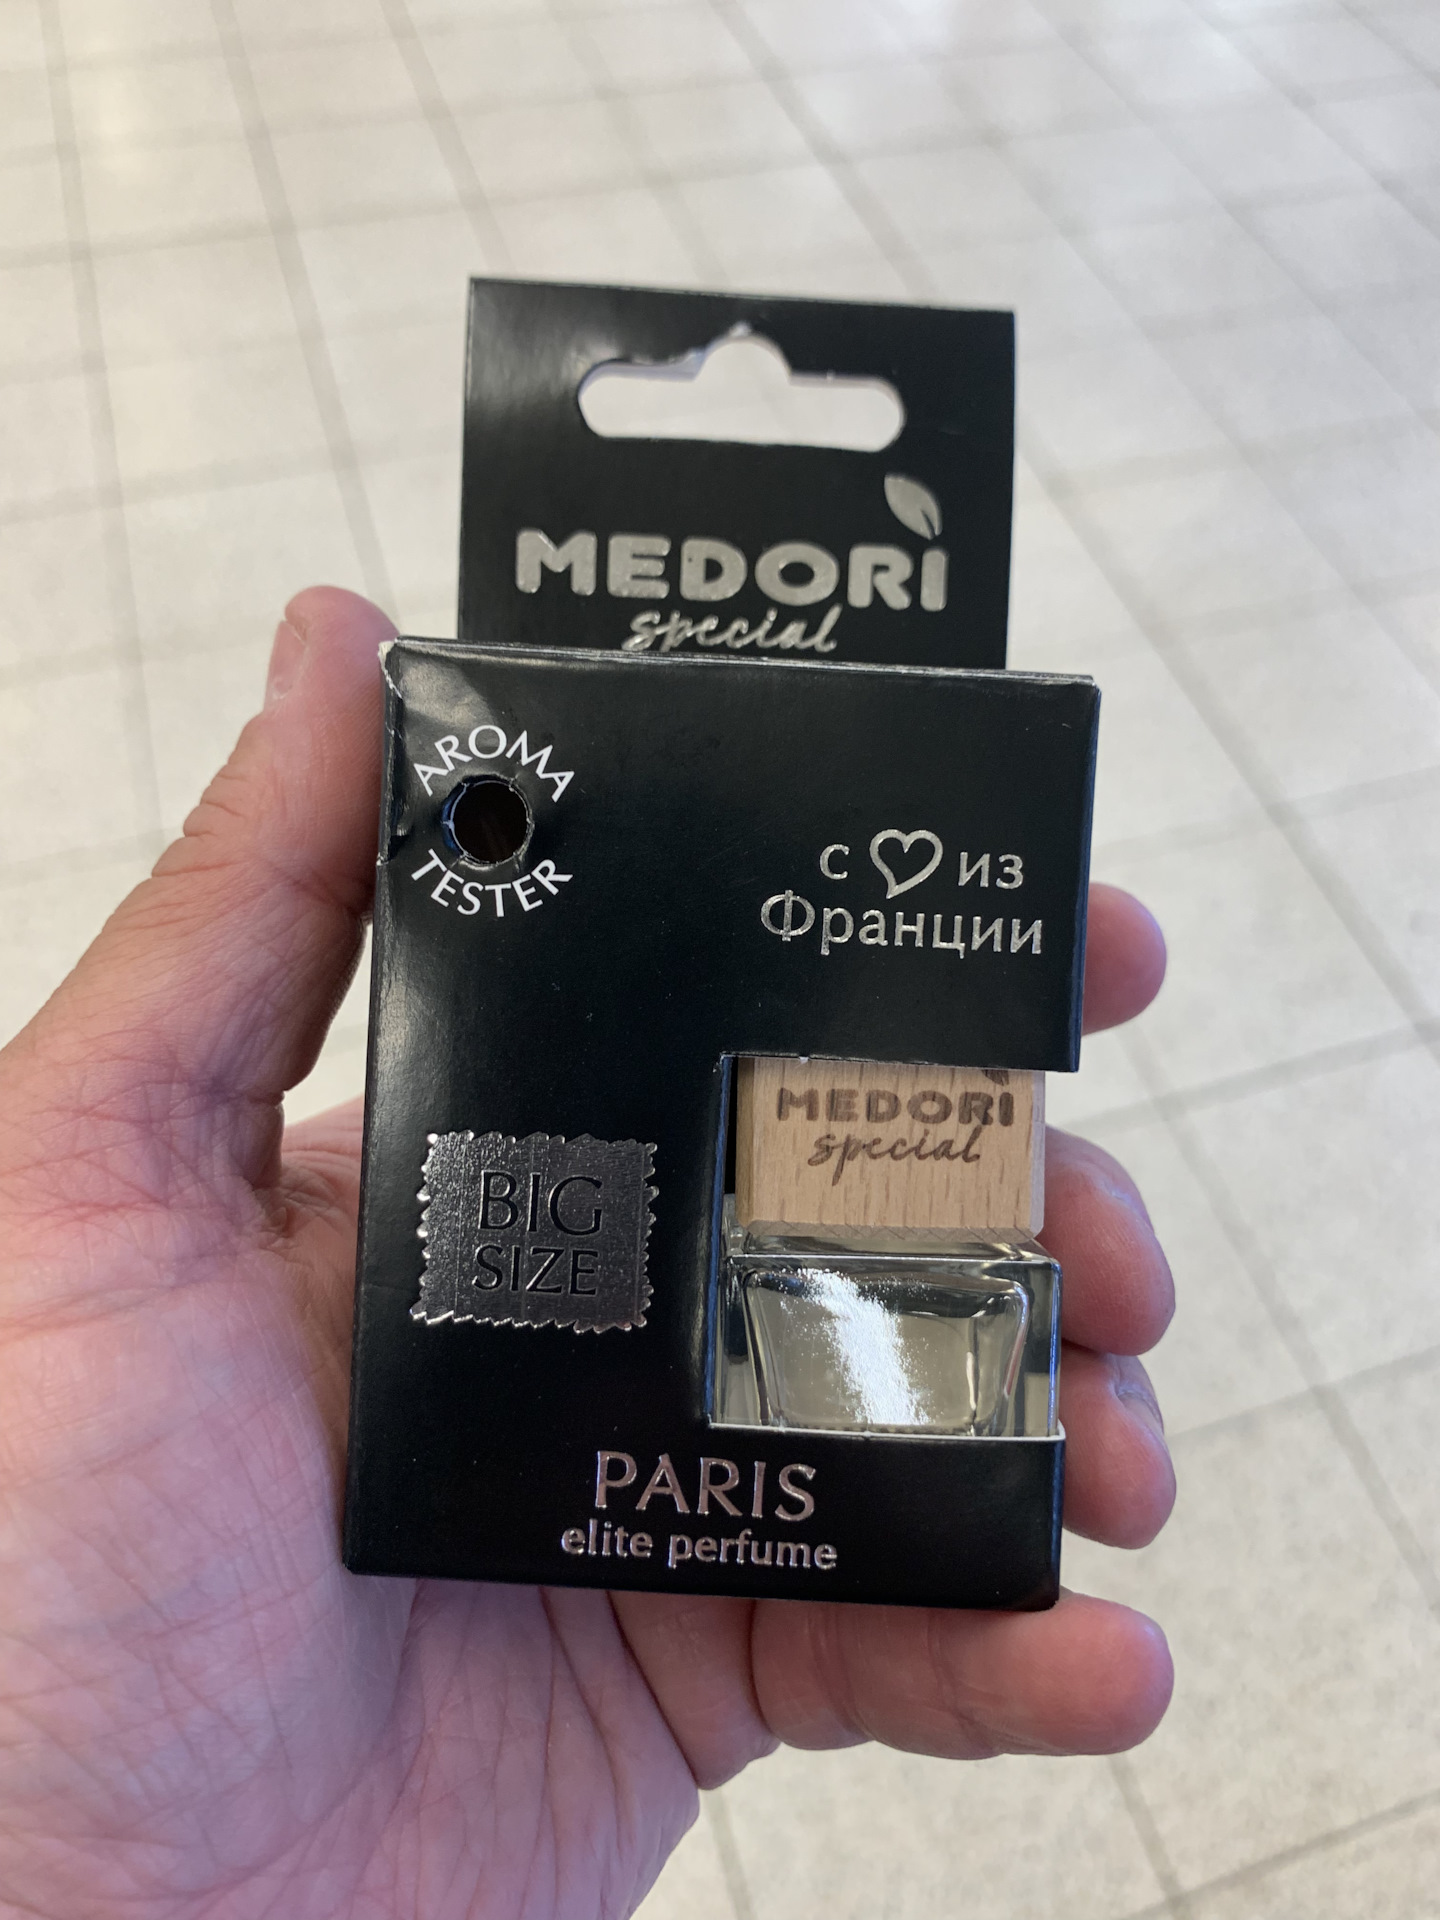 MEDORI
special
AROMA
TESTER
с ♡ из
Франции
MEDORI
special
BIG
SIZE
PARIS
elite perfume